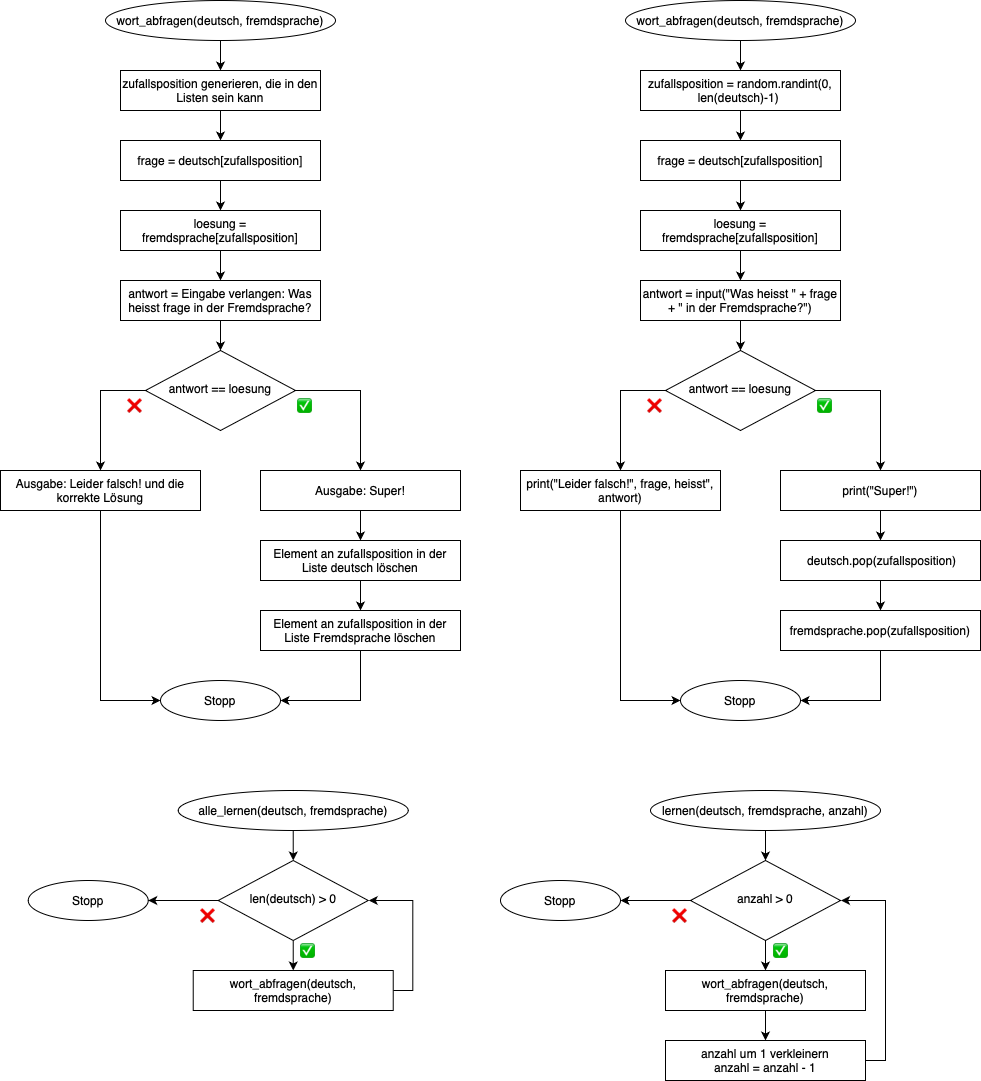 wort_abfragen(deutsch, fremdsprache)
zufallsposition generieren, die in den
Listen sein kann
frage = deutsch[zufallsposition]
loesung =
fremdsprache[zufallsposition]
antwort = Eingabe verlangen: Was
heisst frage in der Fremdsprache?
antwort == loesung
Ausgabe: Leider falsch! und die
korrekte Lösung
Ausgabe: Super!
Element an zufallsposition in der
Liste deutsch löschen
Element an zufallsposition in der
Liste Fremdsprache löschen
Stopp
wort_abfragen(deutsch, fremdsprache)
zufallsposition = random.randint(0,
len(deutsch)-1)
frage = deutsch[zufallsposition]
loesung =
fremdsprache[zufallsposition]
antwort = input("Was heisst " + frage
+ " in der Fremdsprache?")
antwort == loesung
print("Leider falsch!", frage, heisst",
antwort)
print("Super!")
deutsch.pop(zufallsposition)
fremdsprache.pop(zufallsposition)
Stopp
alle_lernen(deutsch, fremdsprache)
len(deutsch) > 0
Stopp
wort_abfragen(deutsch,
fremdsprache)
lernen(deutsch, fremdsprache, anzahl)
anzahl > 0
Stopp
wort_abfragen(deutsch,
fremdsprache)
anzahl um 1 verkleinern
anzahl = anzahl - 1